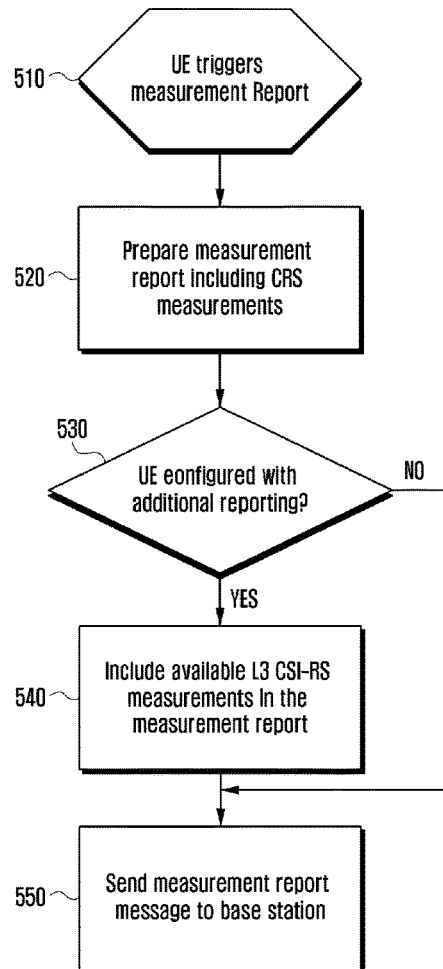 510
UE triggers
measurement Report
520
Prepare measurement
report including CRS
measurements
530
UE eonfigured with
additional reporting?
NO
YES
540
Include available L3 CSI-RS
measurements in the
measurement report
550
Send measurement report
message to base station